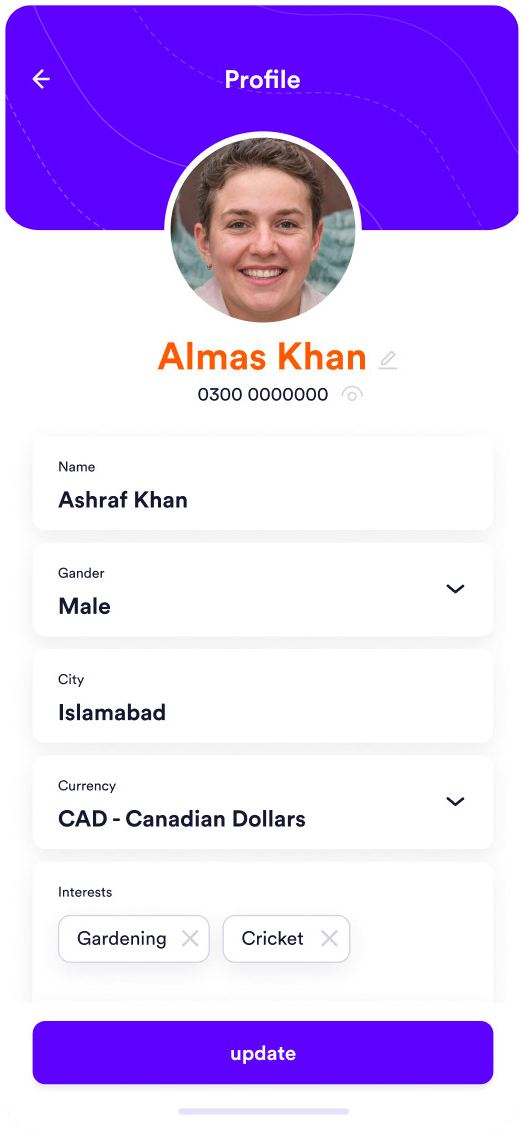 Profile
Almas Khan
0300 0000000
Name
Ashraf Khan
Gander
Male
City
Islamabad
Currency
CAD - Canadian Dollars
Interests
Gardening Cricket
update